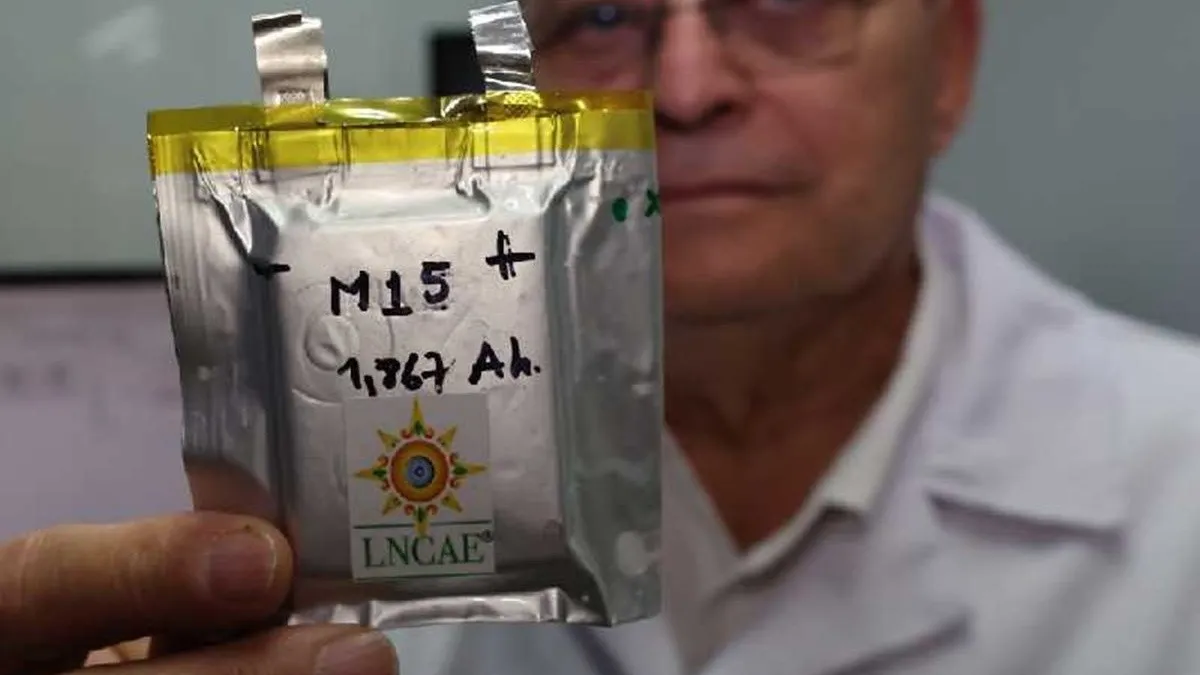 M15
- +
1,867 Ah.
LNCAE®